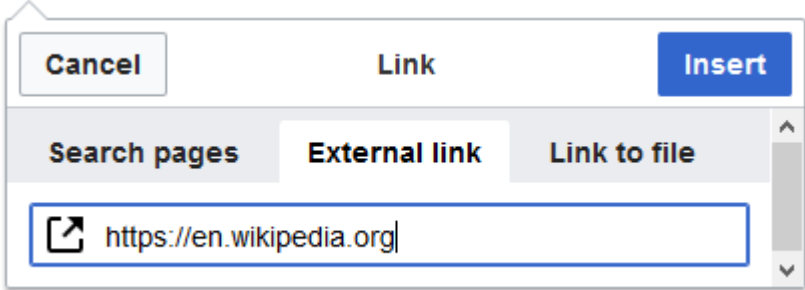 Cancel Link Insert
Search pages External link Link to file
https://en.wikipedia.org